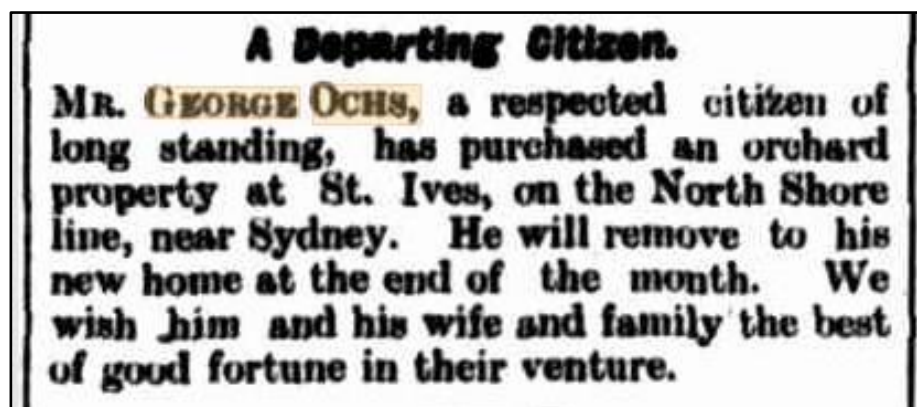 A Departing Citizen.
MR. GEORGE OCHS, a respected citizen of
long standing, has purchased an orchard
property at St. Ives, on the North Shore
line, near Sydney. He will remove to his
new home at the end of the month. We
wish him and his wife and family the best
of good fortune in their venture.